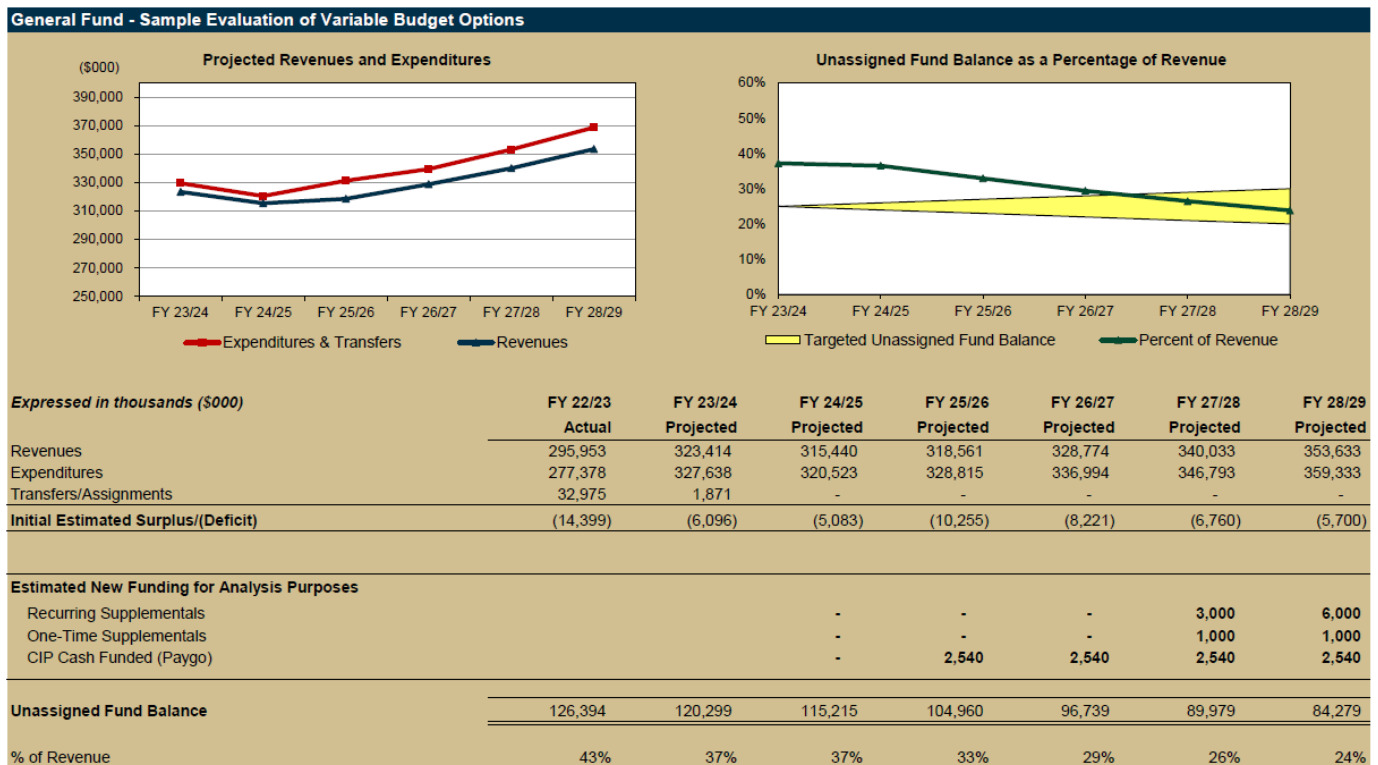 General Fund - Sample Evaluation of Variable Budget Options
Projected Revenues and Expenditures
($000)
390,000
370,000
350,000
330,000
310,000
290,000
270,000
250,000
FY 23/24 FY 24/25 FY 25/26 FY 26/27 FY 27/28 FY 28/29
Expenditures & Transfers Revenues
Unassigned Fund Balance as a Percentage of Revenue
60%
50%
40%
30%
20%
10%
0%
FY 23/24 FY 24/25 FY 25/26 FY 26/27 FY 27/28 FY 28/29
Targeted Unassigned Fund Balance Percent of Revenue
Expressed in thousands ($000) FY 22/23 FY 23/24 FY 24/25 FY 25/26 FY 26/27 FY 27/28 FY 28/29
Actual Projected Projected Projected Projected Projected Projected
Revenues 295,953 323,414 315,440 318,561 328,774 340,033 353,633
Expenditures 277,378 327,638 320,523 328,815 336,994 346,793 359,333
Transfers/Assignments 32,975 1,871 - - - - -
Initial Estimated Surplus/(Deficit) (14,399) (6,096) (5,083) (10,255) (8,221) (6,760) (5,700)
Estimated New Funding for Analysis Purposes
Recurring Supplementals - - - 3,000 6,000
One-Time Supplementals - - - 1,000 1,000
CIP Cash Funded (Paygo) - 2,540 2,540 2,540 2,540
Unassigned Fund Balance 126,394 120,299 115,215 104,960 96,739 89,979 84,279
% of Revenue 43% 37% 37% 33% 29% 26% 24%